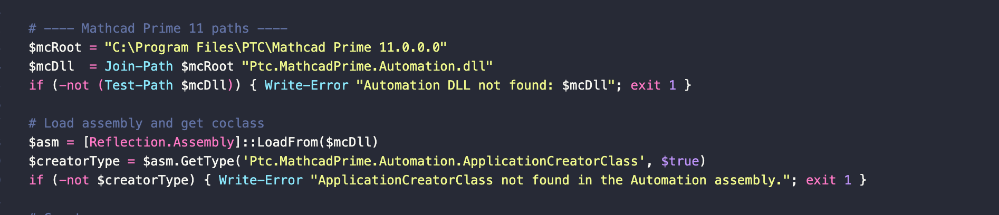 # ---- Mathcad Prime 11 paths ----
$mcRoot = "C:\Program Files\PTC\Mathcad Prime 11.0.0.0"
$mcDll  = Join-Path $mcRoot "Ptc.MathcadPrime.Automation.dll"
if (-not (Test-Path $mcDll)) { Write-Error "Automation DLL not found: $mcDll"; exit 1 }
# Load assembly and get coclass
$asm = [Reflection.Assembly]::LoadFrom($mcDll)
$creatorType = $asm.GetType('Ptc.MathcadPrime.Automation.ApplicationCreatorClass', $true)
if (-not $creatorType) { Write-Error "ApplicationCreatorClass not found in the Automation assembly."; exit 1 }